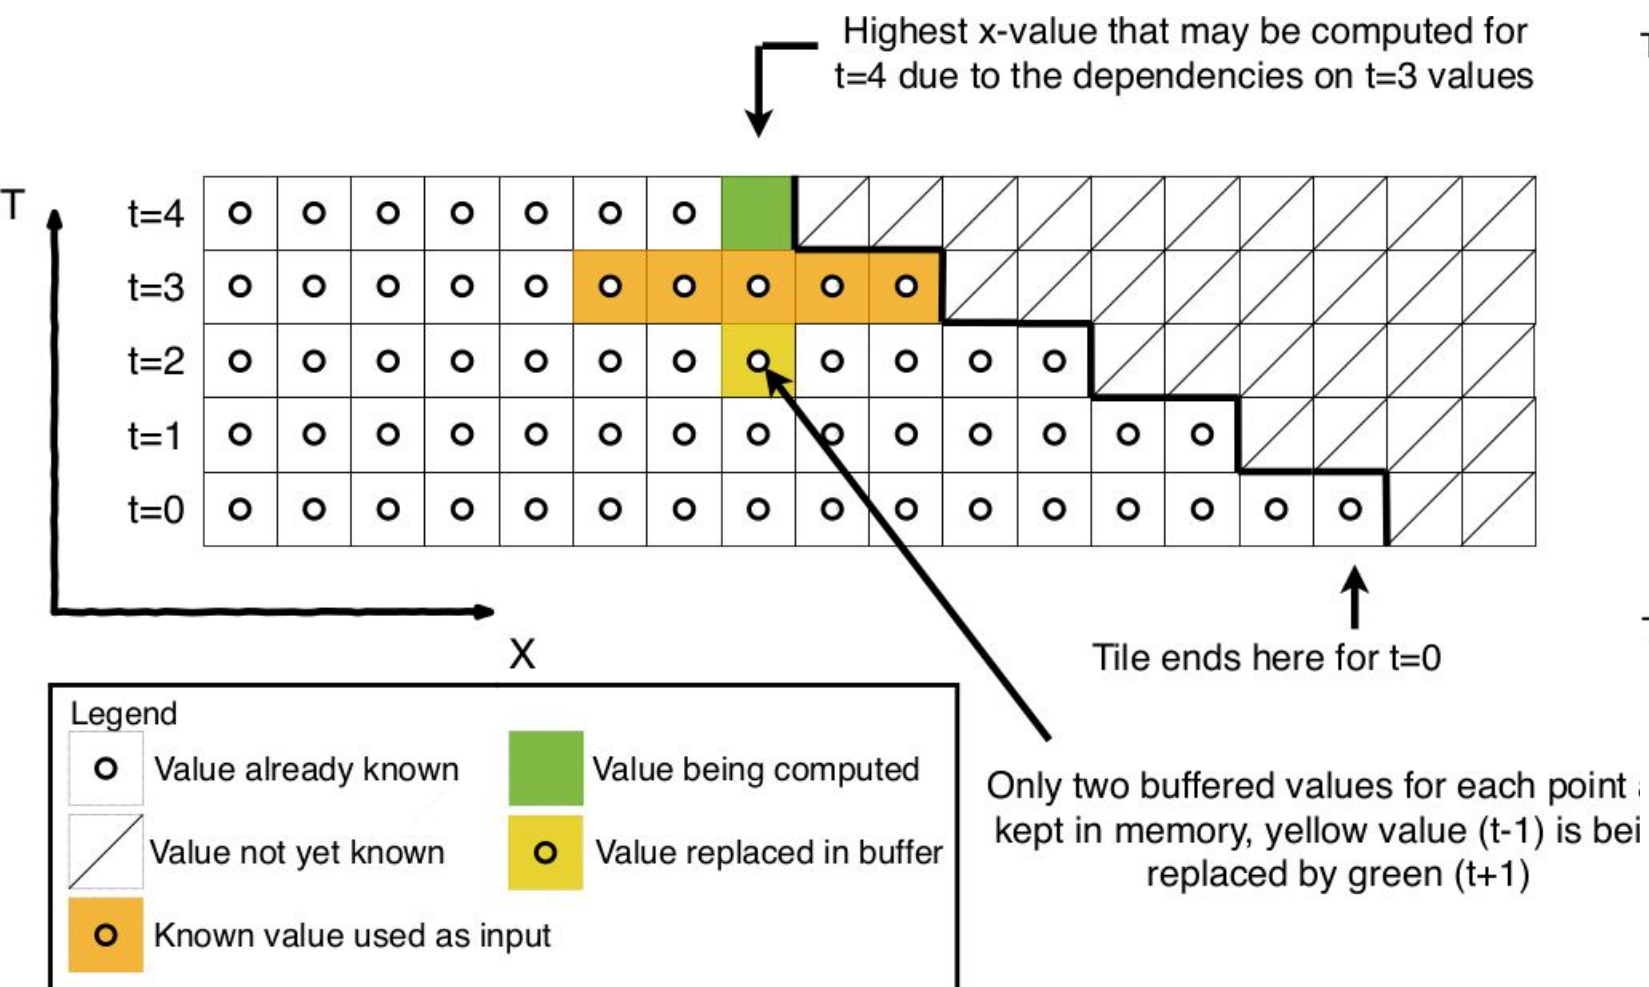 Highest x-value that may be computed for
t=4 due to the dependencies on t=3 values
T
t=4
t=3
t=2
t=1
t=0
X
Tile ends here for t=0
Legend
Value already known
Value being computed
Value not yet known
Value replaced in buffer
Known value used as input
Only two buffered values for each point
kept in memory, yellow value (t-1) is
replaced by green (t+1)